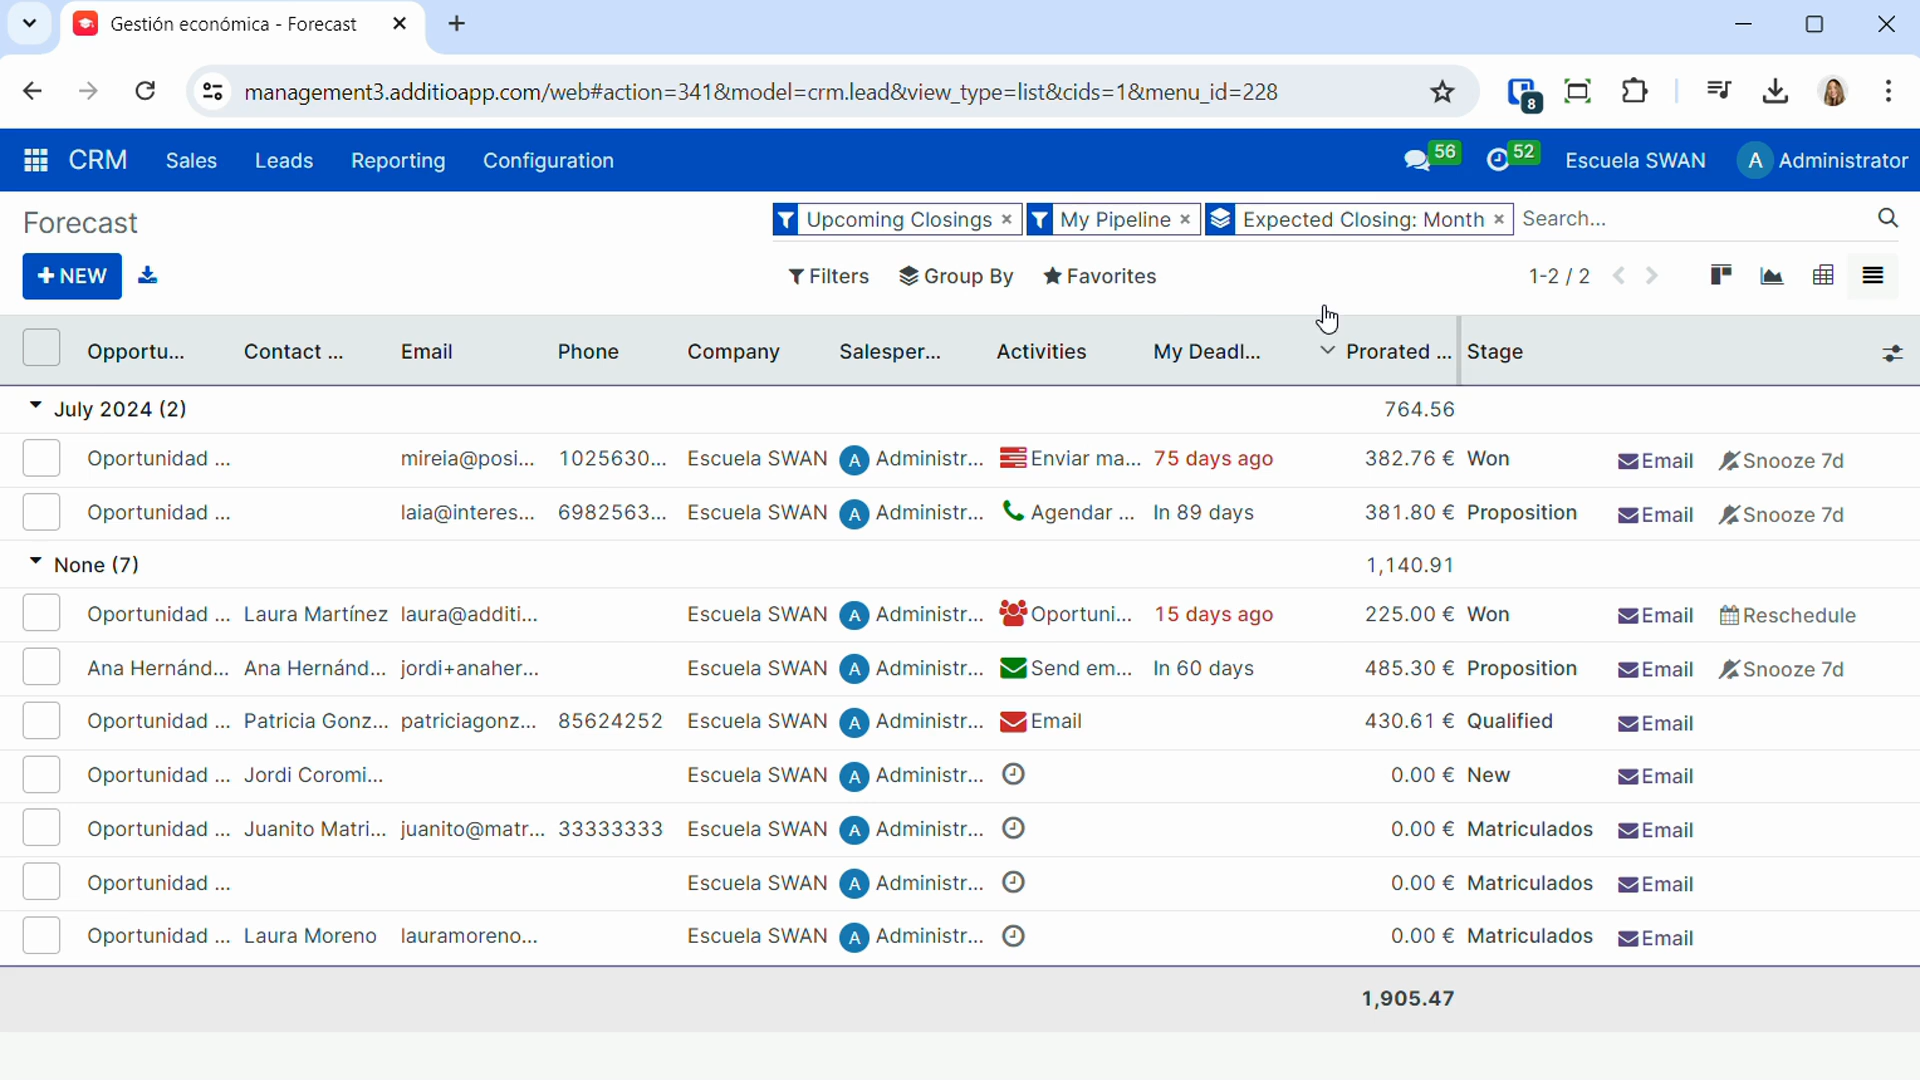 Gestión económica - Forecast
management3.additioapp.com/web#action=341&model=crm.lead&view_type=list&cids=1&menu_id=228
8
CRM Sales Leads Reporting Configuration 56 52 Escuela SWAN A Administrator
Forecast Upcoming Closings × My Pipeline × Expected Closing: Month × Search...
+ NEW Filters Group By Favorites 1-2 / 2
Opportu... Contact ... Email Phone Company Salesper... Activities My Deadl... Prorated ... Stage
July 2024 (2) 764.56
Oportunidad ... mireia@posi... 1025630... Escuela SWAN A Administr... Enviar ma... 75 days ago 382.76 € Won Email Snooze 7d
Oportunidad ... laia@interes... 6982563... Escuela SWAN A Administr... Agendar ... In 89 days 381.80 € Proposition Email Snooze 7d
None (7) 1,140.91
Oportunidad ... Laura Martínez laura@additi... Escuela SWAN A Administr... Oportuni... 15 days ago 225.00 € Won Email Reschedule
Ana Hernánd... Ana Hernánd... jordi+anaher... Escuela SWAN A Administr... Send em... In 60 days 485.30 € Proposition Email Snooze 7d
Oportunidad ... Patricia Gonz... patriciagonz... 85624252 Escuela SWAN A Administr... Email 430.61 € Qualified Email
Oportunidad ... Jordi Coromi... Escuela SWAN A Administr... 0.00 € New Email
Oportunidad ... Juanito Matri... juanito@matr... 33333333 Escuela SWAN A Administr... 0.00 € Matriculados Email
Oportunidad ... Escuela SWAN A Administr... 0.00 € Matriculados Email
Oportunidad ... Laura Moreno lauramoreno... Escuela SWAN A Administr... 0.00 € Matriculados Email
1,905.47